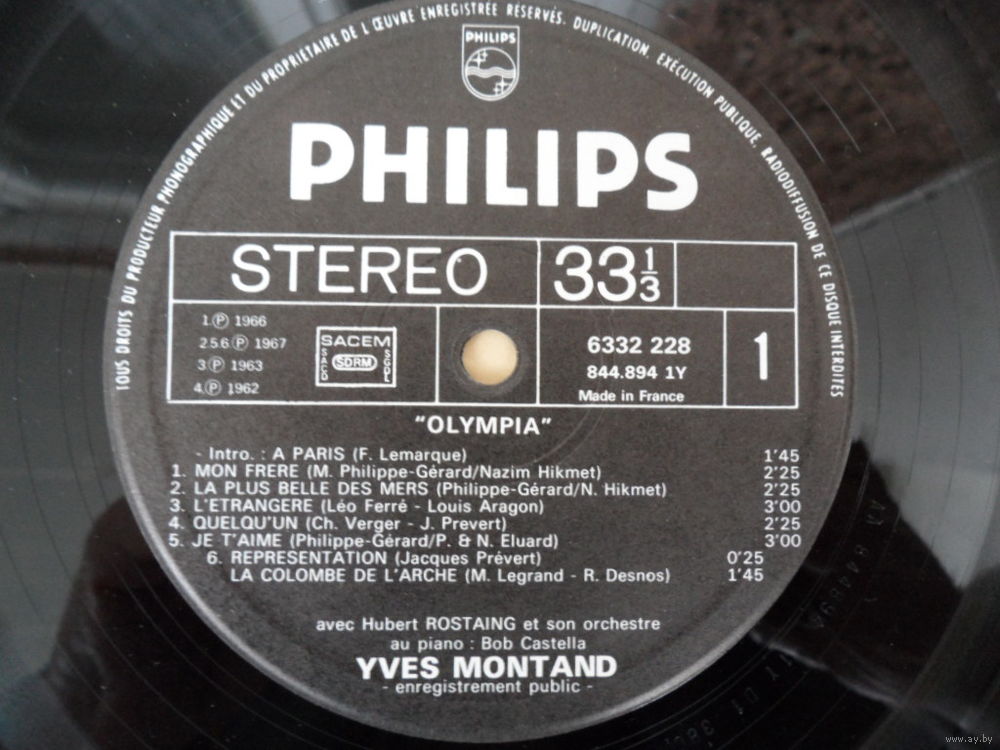 TOUS DROITS DU PRODUCTEUR PHONOGRAPHIQUE ET DU PROPRIÉTAIRE DE L'ŒUVRE ENREGISTRÉE RÉSERVÉS. DUPLICATION, EXÉCUTION PUBLIQUE, RADIODIFFUSION DE CE DISQUE INTERDITES
PHILIPS
PHILIPS
STEREO 33 1/3
1.Ⓟ 1966
2.5.6.Ⓟ 1967
3.Ⓟ 1963
4.Ⓟ 1962
SACEM
SACD SDRM SGDL
6332 228
844.894 1Y
Made in France
1
"OLYMPIA"
- Intro. : A PARIS (F. Lemarque) 1'45
1. MON FRERE (M. Philippe-Gérard/Nazim Hikmet) 2'25
2. LA PLUS BELLE DES MERS (Philippe-Gérard/N. Hikmet) 2'25
3. L'ETRANGERE (Léo Ferré - Louis Aragon) 3'00
4. QUELQU'UN (Ch. Verger - J. Prevert) 2'25
5. JE T'AIME (Philippe-Gérard/P. & N. Eluard) 3'00
6. REPRESENTATION (Jacques Prévert) 0'25
LA COLOMBE DE L'ARCHE (M. Legrand - R. Desnos) 1'45
avec Hubert ROSTAING et son orchestre
au piano : Bob Castella
YVES MONTAND
- enregistrement public -
www.ay.by